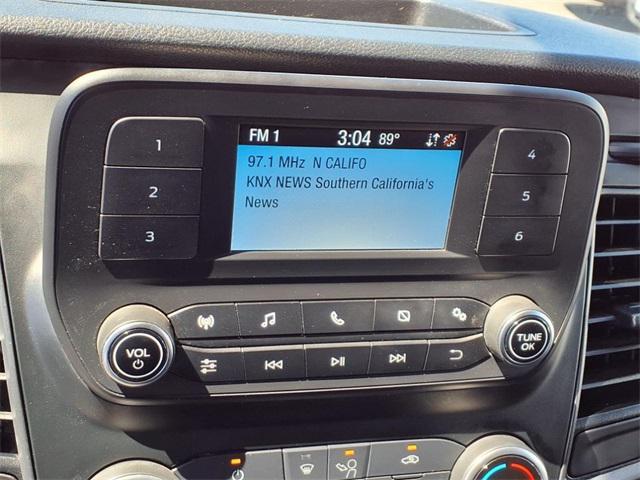 FM 1 3:04 89°
97.1 MHz N CALIFO
KNX NEWS Southern California's
News
1
2
3
4
5
6
VOL
TUNE
OK